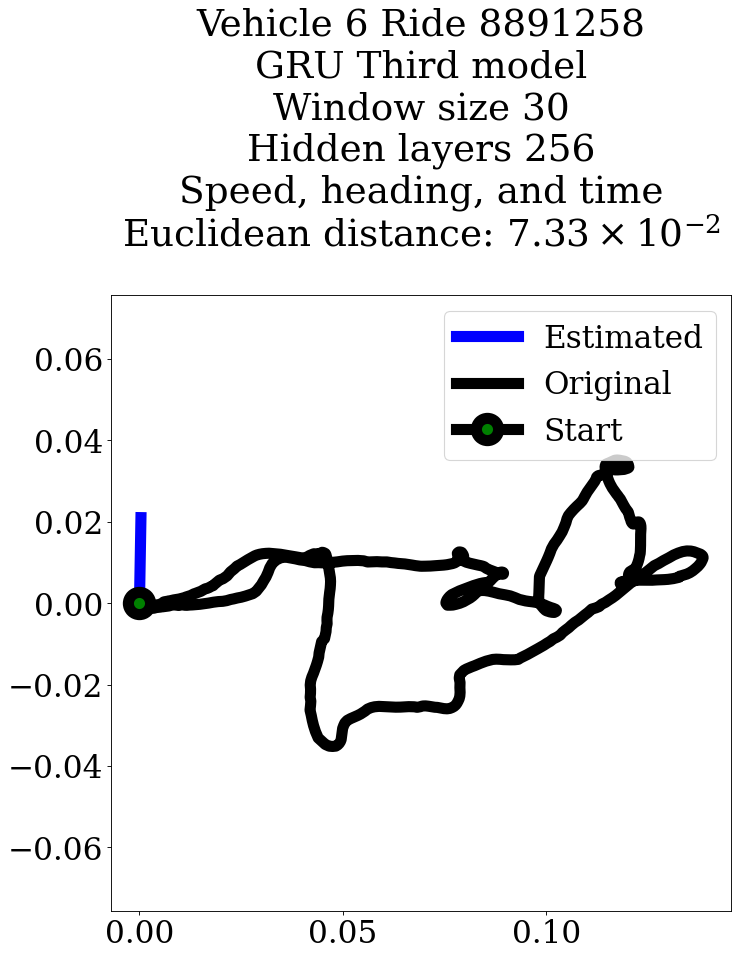 Vehicle 6 Ride 8891258
GRU Third model
Window size 30
Hidden layers 256
Speed, heading, and time
Euclidean distance: 7.33 × 10⁻²
Estimated
Original
Start
0.06
0.04
0.02
0.00
−0.02
−0.04
−0.06
0.00 0.05 0.10